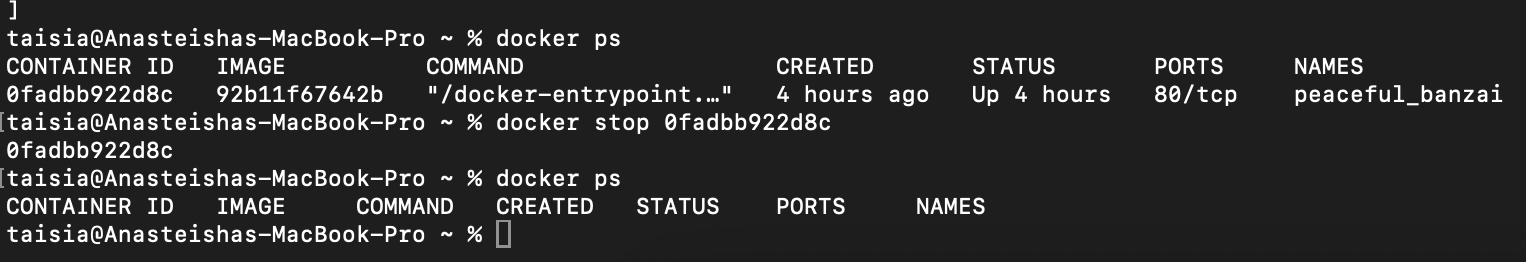 ]
taisia@Anasteishas-MacBook-Pro ~ % docker ps
CONTAINER ID   IMAGE          COMMAND                  CREATED       STATUS       PORTS     NAMES
0fadbb922d8c   92b11f67642b   "/docker-entrypoint.…"   4 hours ago   Up 4 hours   80/tcp    peaceful_banzai
[taisia@Anasteishas-MacBook-Pro ~ % docker stop 0fadbb922d8c
0fadbb922d8c
[taisia@Anasteishas-MacBook-Pro ~ % docker ps
CONTAINER ID   IMAGE     COMMAND   CREATED   STATUS    PORTS     NAMES
taisia@Anasteishas-MacBook-Pro ~ %